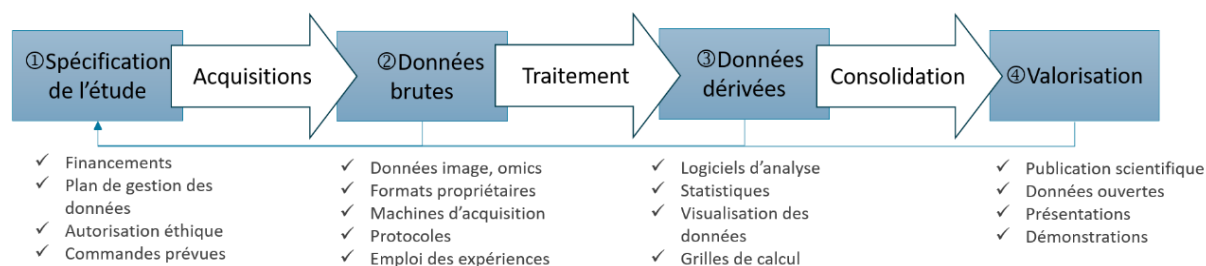 ①Spécification
de l'étude
Acquisitions
②Données
brutes
Traitement
③Données
dérivées
Consolidation
④Valorisation
✓ Financements
✓ Plan de gestion des
données
✓ Autorisation éthique
✓ Commandes prévues
✓ Données image, omics
✓ Formats propriétaires
✓ Machines d'acquisition
✓ Protocoles
✓ Emploi des expériences
✓ Logiciels d'analyse
✓ Statistiques
✓ Visualisation des
données
✓ Grilles de calcul
✓ Publication scientifique
✓ Données ouvertes
✓ Présentations
✓ Démonstrations